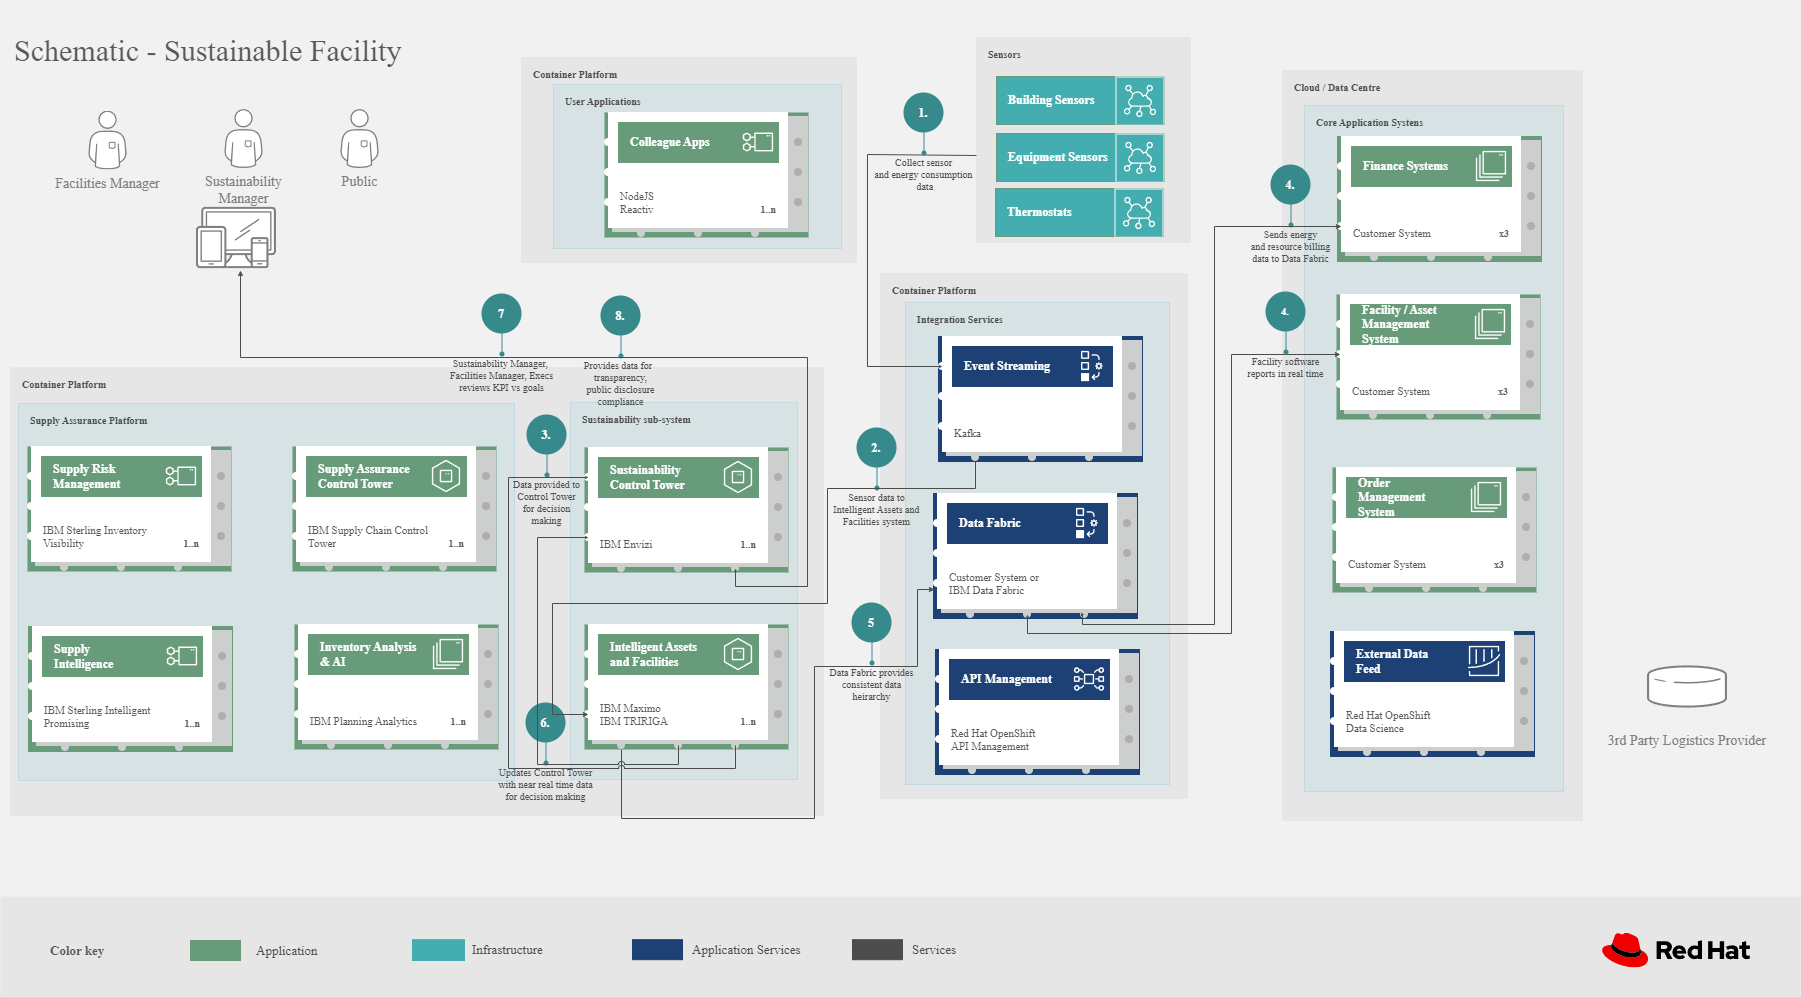 Schematic - Sustainable Facility
Facilities Manager
Sustainability
Manager
Public
Container Platform
User Applications
Colleague Apps
NodeJS
Reactiv
1..n
Sensors
Building Sensors
Equipment Sensors
Thermostats
1.
Collect sensor
and energy consumption
data
Cloud / Data Centre
Core Application Systens
Finance Systems
Customer System
x3
4.
Sends energy
and resource billing
data to Data Fabric
Facility / Asset
Management
System
Customer System
x3
4.
Facility software
reports in real time
Order
Management
System
Customer System
x3
External Data
Feed
Red Hat OpenShift
Data Science
3rd Party Logistics Provider
Container Platform
Integration Services
Event Streaming
Kafka
2.
Sensor data to
Intelligent Assets and
Facilities system
Data Fabric
Customer System or
IBM Data Fabric
5
Data Fabric provides
consistent data
heirarchy
API Management
Red Hat OpenShift
API Management
7
Sustainability Manager,
Facilities Manager, Execs
reviews KPI vs goals
8.
Provides data for
transparency,
public disclosure
compliance
Container Platform
Supply Assurance Platform
Supply Risk
Management
IBM Sterling Inventory
Visibility
1..n
Supply Assurance
Control Tower
IBM Supply Chain Control
Tower
1..n
Supply
Intelligence
IBM Sterling Intelligent
Promising
1..n
Inventory Analysis
& AI
IBM Planning Analytics
1..n
3.
Data provided to
Control Tower
for decision
making
Sustainability sub-system
Sustainability
Control Tower
IBM Envizi
1..n
Intelligent Assets
and Facilities
IBM Maximo
IBM TRIRIGA
1..n
6.
Updates Control Tower
with near real time data
for decision making
Color key
Application
Infrastructure
Application Services
Services
Red Hat